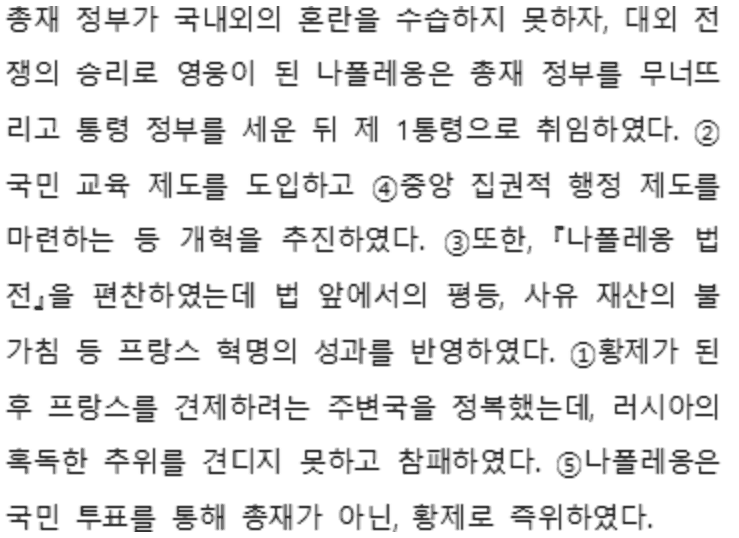 총재 정부가 국내외의 혼란을 수습하지 못하자, 대외 전
쟁의 승리로 영웅이 된 나폴레옹은 총재 정부를 무너뜨
리고 통령 정부를 세운 뒤 제 1통령으로 취임하였다. ②
국민 교육 제도를 도입하고 ④중앙 집권적 행정 제도를
마련하는 등 개혁을 추진하였다. ③또한, 『나폴레옹 법
전』을 편찬하였는데 법 앞에서의 평등, 사유 재산의 불
가침 등 프랑스 혁명의 성과를 반영하였다. ①황제가 된
후 프랑스를 견제하려는 주변국을 정복했는데, 러시아의
혹독한 추위를 견디지 못하고 참패하였다. ⑤나폴레옹은
국민 투표를 통해 총재가 아닌, 황제로 즉위하였다.